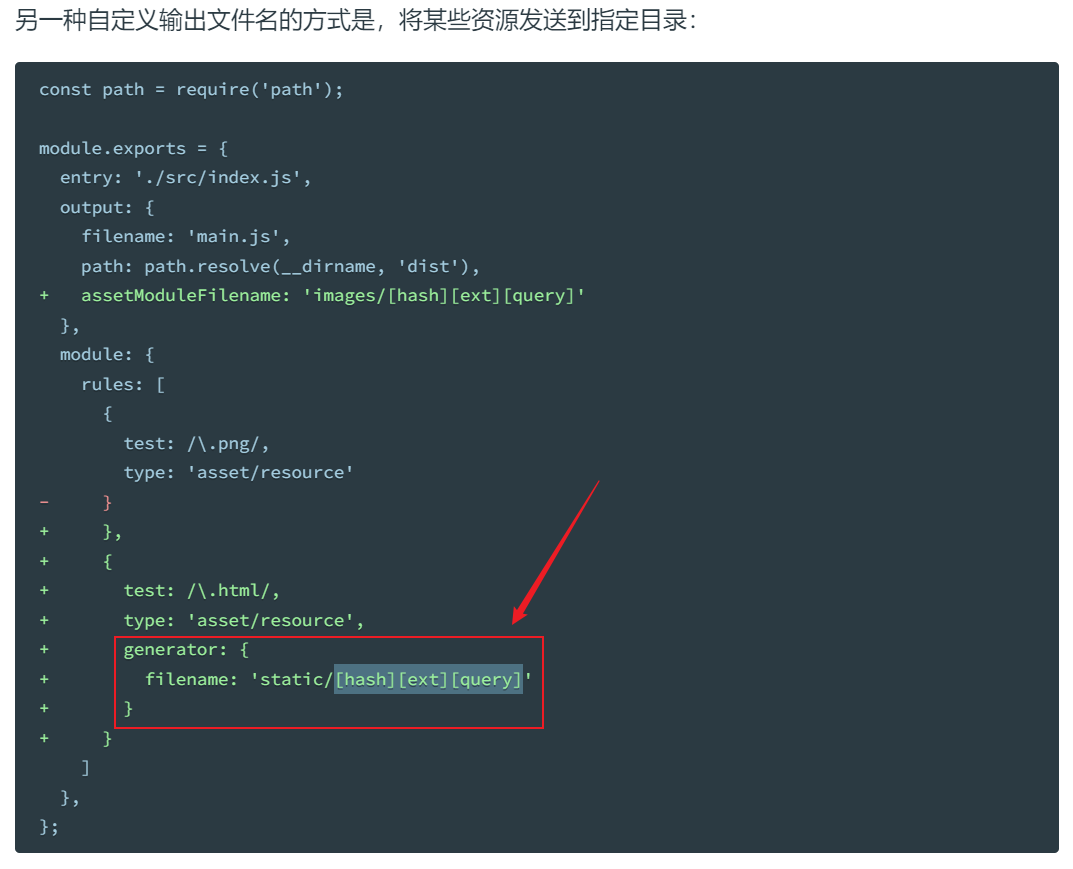 另一种自定义输出文件名的方式是，将某些资源发送到指定目录：
const path = require('path');
module.exports = {
  entry: './src/index.js',
  output: {
    filename: 'main.js',
    path: path.resolve(__dirname, 'dist'),
+   assetModuleFilename: 'images/[hash][ext][query]'
  },
  module: {
    rules: [
      {
        test: /\.png/,
        type: 'asset/resource'
-     }
+     },
+     {
+       test: /\.html/,
+       type: 'asset/resource',
+       generator: {
+         filename: 'static/[hash][ext][query]'
+       }
+     }
    ]
  },
};